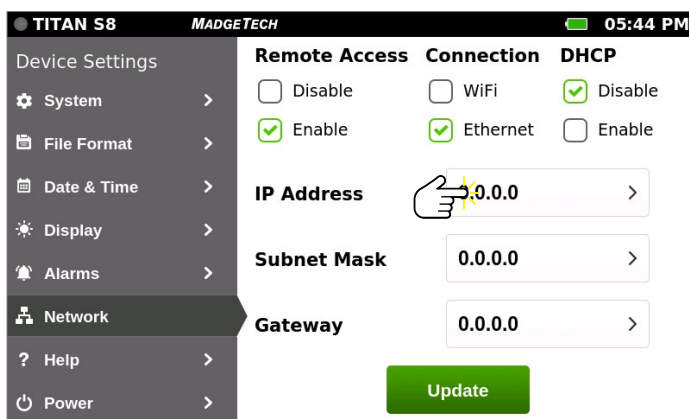 TITAN S8 MADGETECH 05:44 PM
Device Settings
System
File Format
Date & Time
Display
Alarms
Network
? Help
Power
Remote Access Connection DHCP
Disable WiFi Disable
Enable Ethernet Enable
IP Address .0.0.0
Subnet Mask 0.0.0.0
Gateway 0.0.0.0
Update